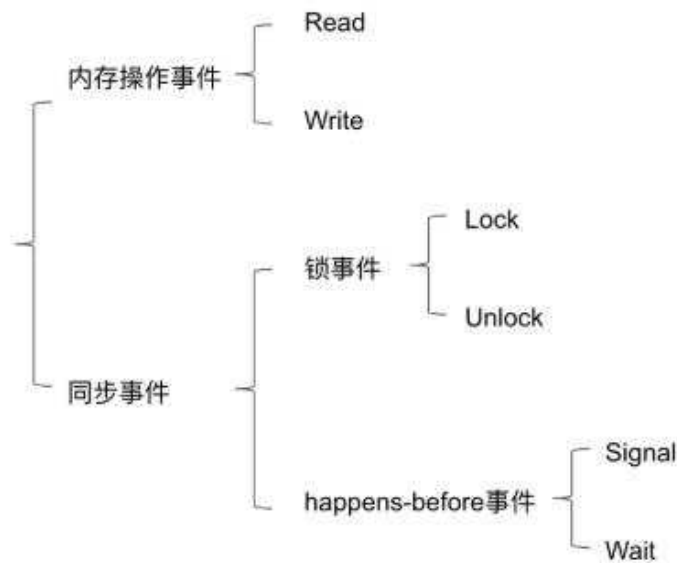 Read
内存操作事件
Write
Lock
锁事件
Unlock
同步事件
Signal
happens-before事件
Wait